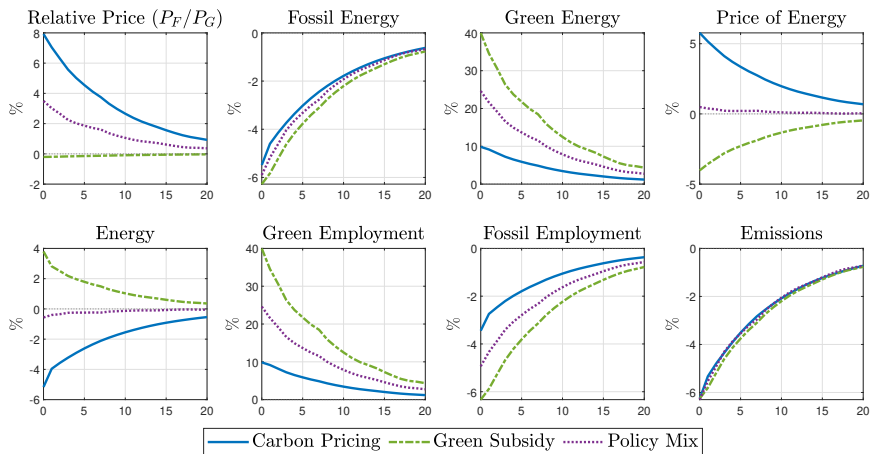 Relative Price (P_F/P_G) Fossil Energy Green Energy Price of Energy
8 0 40 5
6 -2 30 0
4 -4 20 -5
2 -6 10
0 0
-2
% % % %
0 5 10 15 20 0 5 10 15 20 0 5 10 15 20 0 5 10 15 20
Energy Green Employment Fossil Employment Emissions
4 40 0 0
2 30 -2 -2
0 20 -4 -4
-2 10 -6 -6
-4 0
-6
% % % %
0 5 10 15 20 0 5 10 15 20 0 5 10 15 20 0 5 10 15 20
Carbon Pricing Green Subsidy Policy Mix